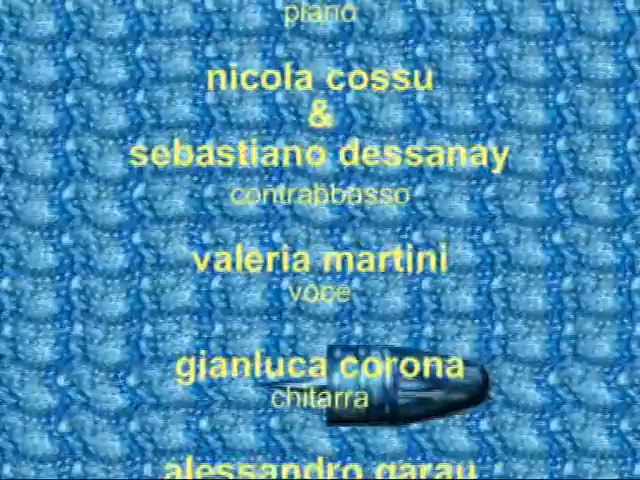 piano
nicola cossu
&
sebastiano dessanay
contrabbasso
valeria martini
voce
gianluca corona
chitarra
alessandro garau